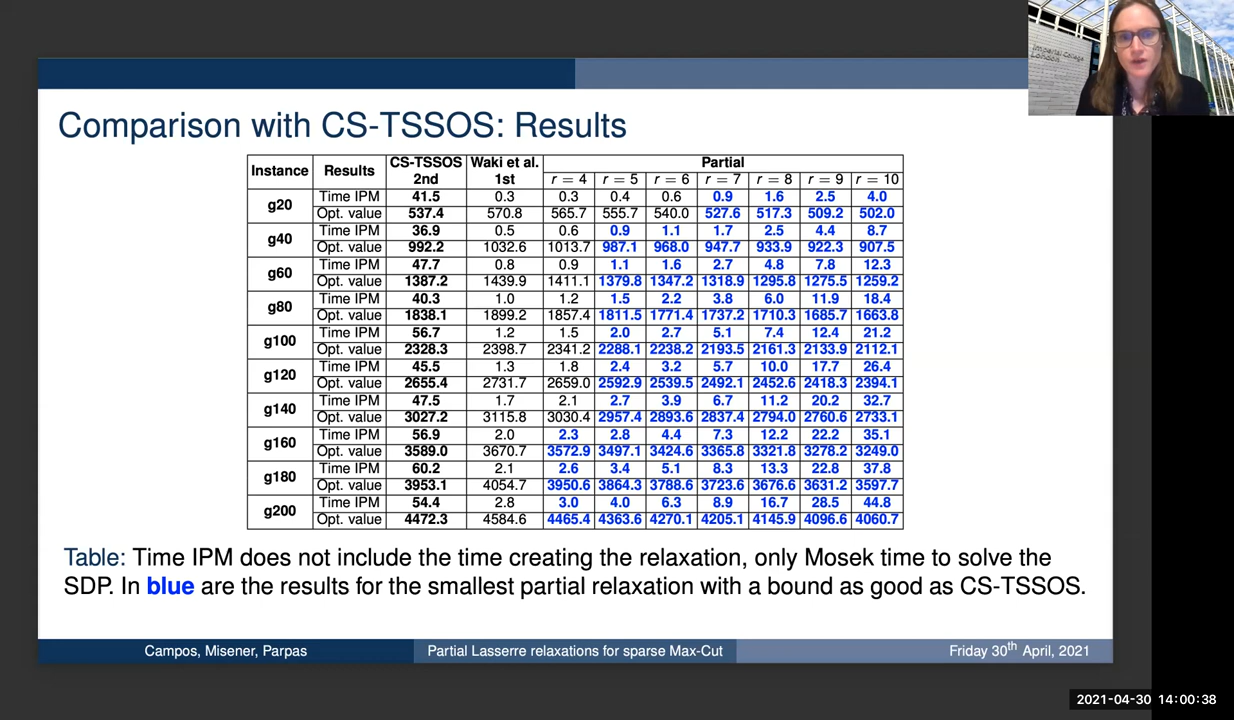 Imperial College
London
Comparison with CS-TSSOS: Results
Instance Results CS-TSSOS 2nd Waki et al. 1st Partial
r = 4 r = 5 r = 6 r = 7 r = 8 r = 9 r = 10
g20 Time IPM 41.5 0.3 0.3 0.4 0.6 0.9 1.6 2.5 4.0
Opt. value 537.4 570.8 565.7 555.7 540.0 527.6 517.3 509.2 502.0
g40 Time IPM 36.9 0.5 0.6 0.9 1.1 1.7 2.5 4.4 8.7
Opt. value 992.2 1032.6 1013.7 987.1 968.0 947.7 933.9 922.3 907.5
g60 Time IPM 47.7 0.8 0.9 1.1 1.6 2.7 4.8 7.8 12.3
Opt. value 1387.2 1439.9 1411.1 1379.8 1347.2 1318.9 1295.8 1275.5 1259.2
g80 Time IPM 40.3 1.0 1.2 1.5 2.2 3.8 6.0 11.9 18.4
Opt. value 1838.1 1899.2 1857.4 1811.5 1771.4 1737.2 1710.3 1685.7 1663.8
g100 Time IPM 56.7 1.2 1.5 2.0 2.7 5.1 7.4 12.4 21.2
Opt. value 2328.3 2398.7 2341.2 2288.1 2238.2 2193.5 2161.3 2133.9 2112.1
g120 Time IPM 45.5 1.3 1.8 2.4 3.2 5.7 10.0 17.7 26.4
Opt. value 2655.4 2731.7 2659.0 2592.9 2539.5 2492.1 2452.6 2418.3 2394.1
g140 Time IPM 47.5 1.7 2.1 2.7 3.9 6.7 11.2 20.2 32.7
Opt. value 3027.2 3115.8 3030.4 2957.4 2893.6 2837.4 2794.0 2760.6 2733.1
g160 Time IPM 56.9 2.0 2.3 2.8 4.4 7.3 12.2 22.2 35.1
Opt. value 3589.0 3670.7 3572.9 3497.1 3424.6 3365.8 3321.8 3278.2 3249.0
g180 Time IPM 60.2 2.1 2.6 3.4 5.1 8.3 13.3 22.8 37.8
Opt. value 3953.1 4054.7 3950.6 3864.3 3788.6 3723.6 3676.6 3631.2 3597.7
g200 Time IPM 54.4 2.8 3.0 4.0 6.3 8.9 16.7 28.5 44.8
Opt. value 4472.3 4584.6 4465.4 4363.6 4270.1 4205.1 4145.9 4096.6 4060.7
Table: Time IPM does not include the time creating the relaxation, only Mosek time to solve the
SDP. In blue are the results for the smallest partial relaxation with a bound as good as CS-TSSOS.
Campos, Misener, Parpas Partial Lasserre relaxations for sparse Max-Cut Friday 30th April, 2021
2021-04-30 14:00:38